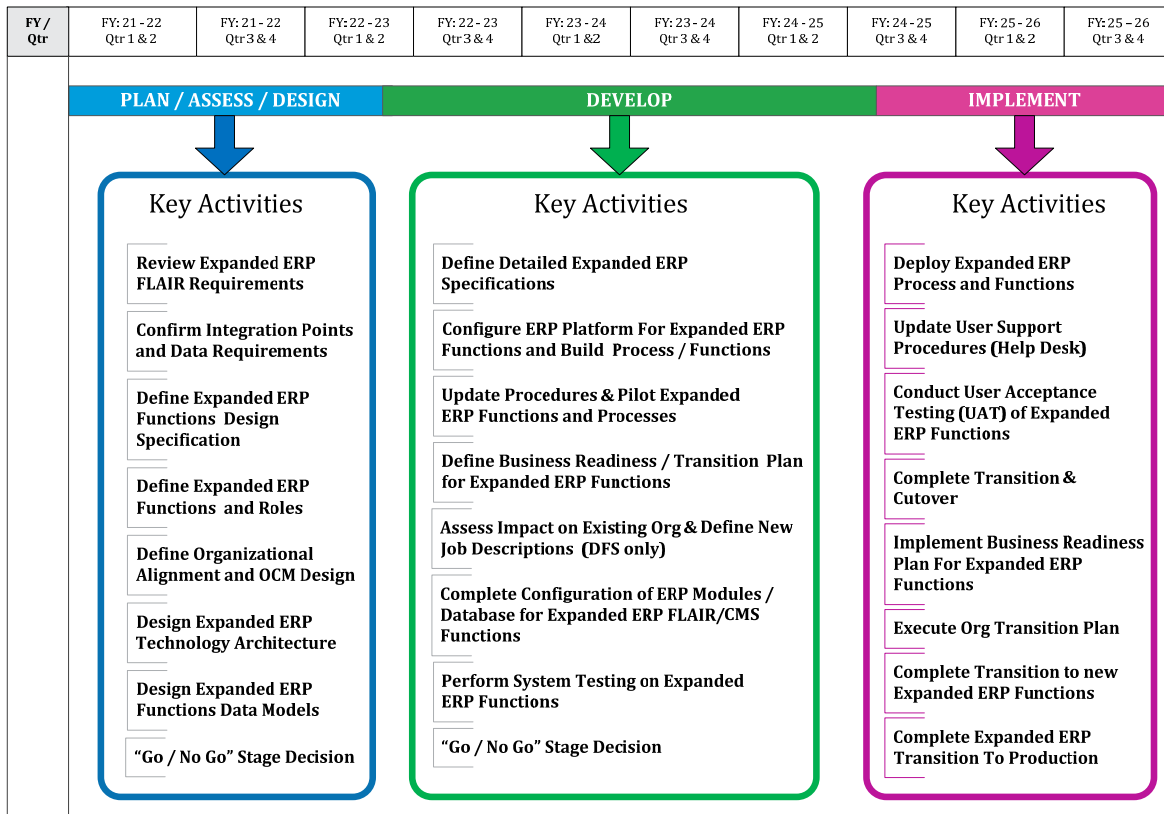 FY /
Qtr
FY: 21 - 22
Qtr 1 & 2
FY: 21 - 22
Qtr 3 & 4
FY: 22 - 23
Qtr 1 & 2
FY: 22 - 23
Qtr 3 & 4
FY: 23 - 24
Qtr 1 &2
FY: 23 - 24
Qtr 3 & 4
FY: 24 - 25
Qtr 1 & 2
FY: 24 - 25
Qtr 3 & 4
FY: 25 - 26
Qtr 1 & 2
FY: 25 - 26
Qtr 3 & 4
PLAN / ASSESS / DESIGN
DEVELOP
IMPLEMENT
Key Activities
Review Expanded ERP
FLAIR Requirements
Confirm Integration Points
and Data Requirements
Define Expanded ERP
Functions Design
Specification
Define Expanded ERP
Functions and Roles
Define Organizational
Alignment and OCM Design
Design Expanded ERP
Technology Architecture
Design Expanded ERP
Functions Data Models
“Go / No Go” Stage Decision
Key Activities
Define Detailed Expanded ERP
Specifications
Configure ERP Platform For Expanded ERP
Functions and Build Process / Functions
Update Procedures & Pilot Expanded
ERP Functions and Processes
Define Business Readiness / Transition Plan
for Expanded ERP Functions
Assess Impact on Existing Org & Define New
Job Descriptions (DFS only)
Complete Configuration of ERP Modules /
Database for Expanded ERP FLAIR/CMS
Functions
Perform System Testing on Expanded
ERP Functions
“Go / No Go” Stage Decision
Key Activities
Deploy Expanded ERP
Process and Functions
Update User Support
Procedures (Help Desk)
Conduct User Acceptance
Testing (UAT) of Expanded
ERP Functions
Complete Transition &
Cutover
Implement Business Readiness
Plan For Expanded ERP
Functions
Execute Org Transition Plan
Complete Transition to new
Expanded ERP Functions
Complete Expanded ERP
Transition To Production